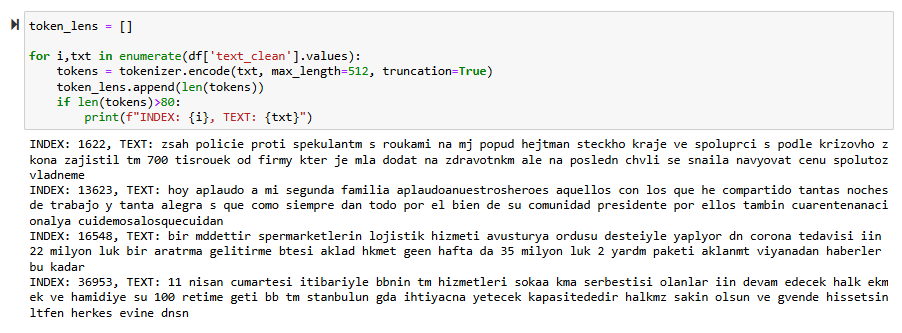 token_lens = []
for i,txt in enumerate(df['text_clean'].values):
    tokens = tokenizer.encode(txt, max_length=512, truncation=True)
    token_lens.append(len(tokens))
    if len(tokens)>80:
        print(f"INDEX: {i}, TEXT: {txt}")
INDEX: 1622, TEXT: zsah policie proti spekulantm s roukami na mj popud hejtman steckho kraje ve spoluprci s podle krizovho z
kona zajistil tm 700 tisrouek od firmy kter je mla dodat na zdravotnkm ale na posledn chvli se snaila navyovat cenu spolutoz
vladneme
INDEX: 13623, TEXT: hoy aplaudo a mi segunda familia aplaudoanuestrosheroes aquellos con los que he compartido tantas noches
de trabajo y tanta alegra s que como siempre dan todo por el bien de su comunidad presidente por ellos tambin cuarentenanaci
onalya cuidemosalosquecuidan
INDEX: 16548, TEXT: bir mddettir spermarketlerin lojistik hizmeti avusturya ordusu desteiyle yaplyor dn corona tedavisi iin
22 milyon luk bir aratrma gelitirme btesi aklad hkmet geen hafta da 35 milyon luk 2 yardm paketi aklanmt viyanadan haberler
bu kadar
INDEX: 36953, TEXT: 11 nisan cumartesi itibariyle bbnin tm hizmetleri sokaa kma serbestisi olanlar iin devam edecek halk ekm
ek ve hamidiye su 100 retime geti bb tm stanbulun gda ihtiyacna yetecek kapasitededir halkmz sakin olsun ve gvende hissetsin
ltfen herkes evine dnsn